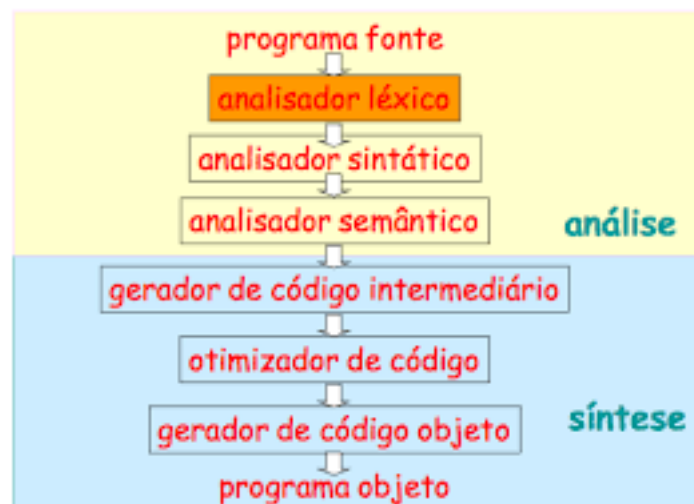 programa fonte
analisador léxico
analisador sintático
analisador semântico
análise
gerador de código intermediário
otimizador de código
gerador de código objeto
síntese
programa objeto